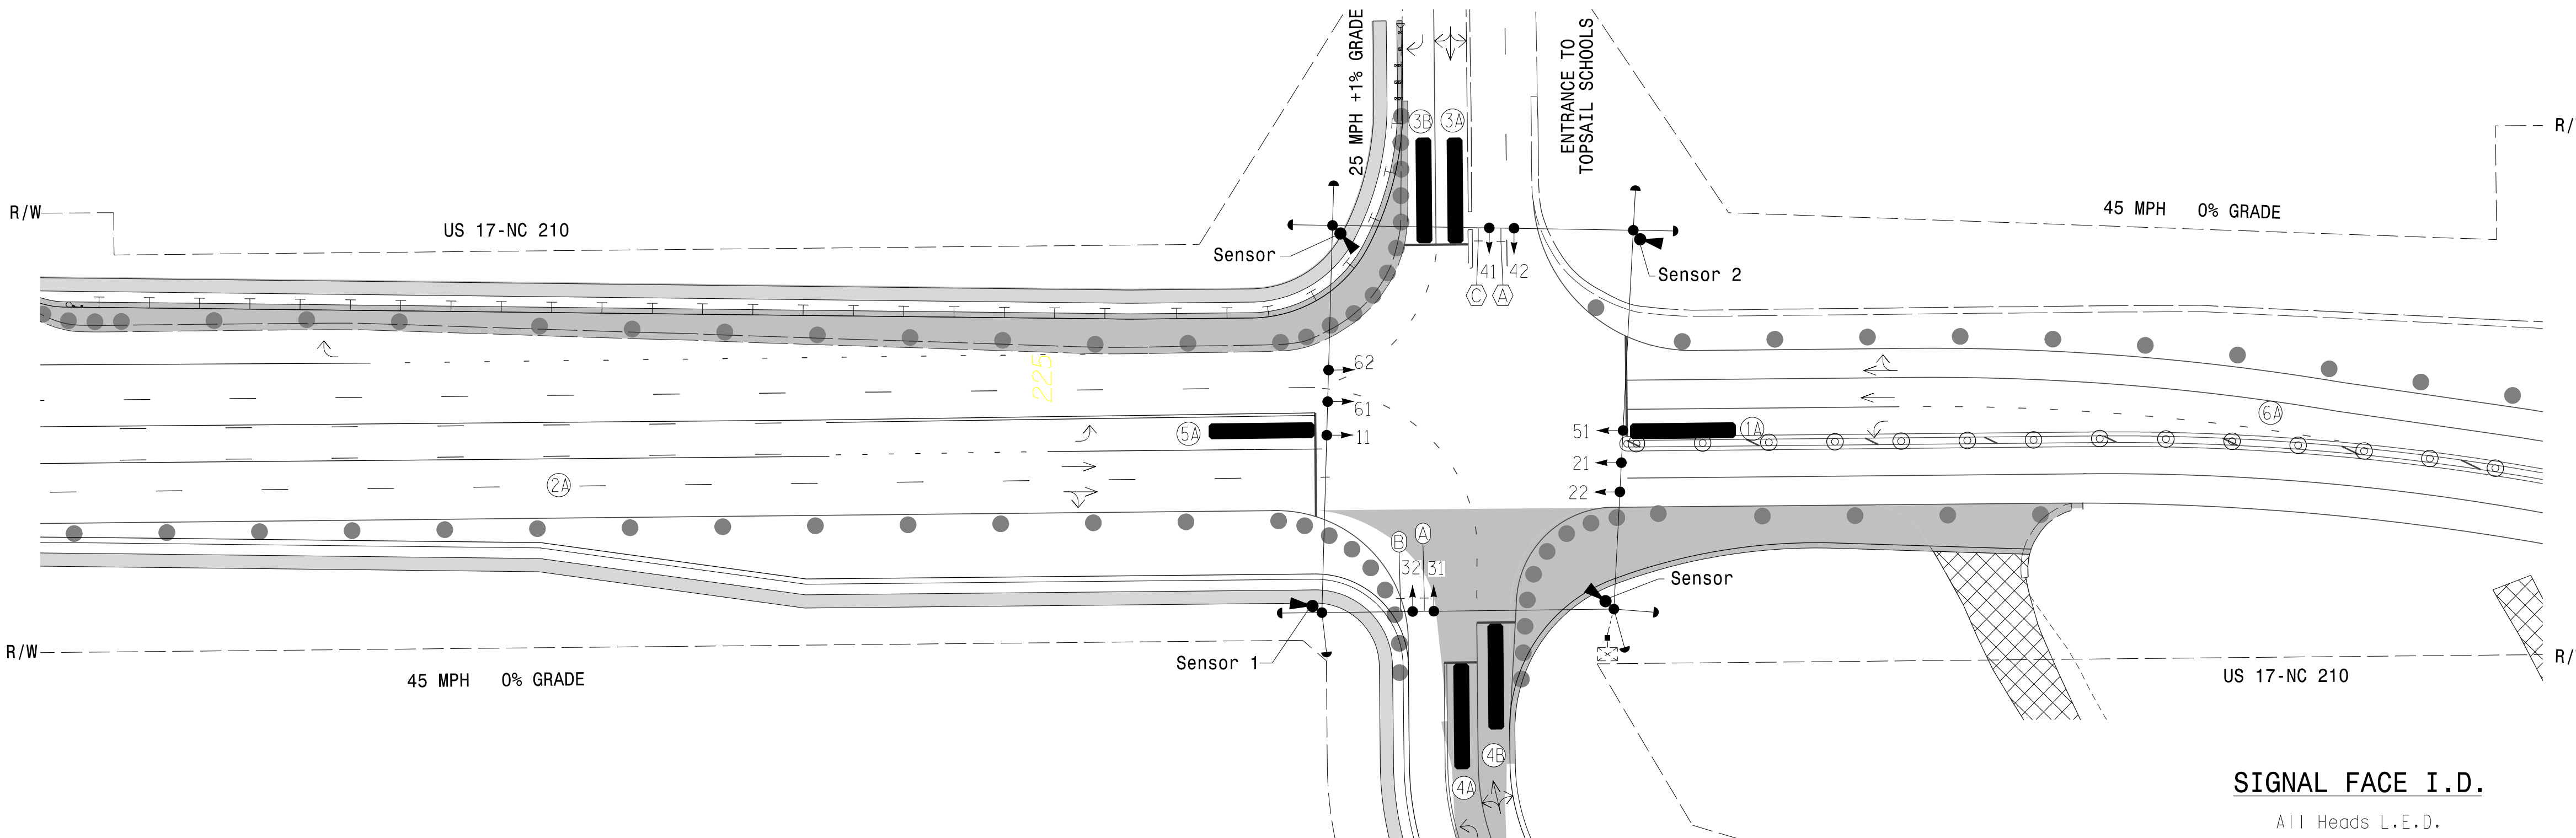 25 MPH +1% GRADE
ENTRANCE TO
TOPSAIL SCHOOLS
3B
3A
R/
R/W
US 17-NC 210
45 MPH 0% GRADE
Sensor
41
42
Sensor 2
C
A
225
62
61
11
5A
51
1A
6A
21
22
2A
B
A
32
31
Sensor
Sensor 1
R/W
45 MPH 0% GRADE
R/
US 17-NC 210
4B
4A
SIGNAL FACE I.D.
All Heads L.E.D.